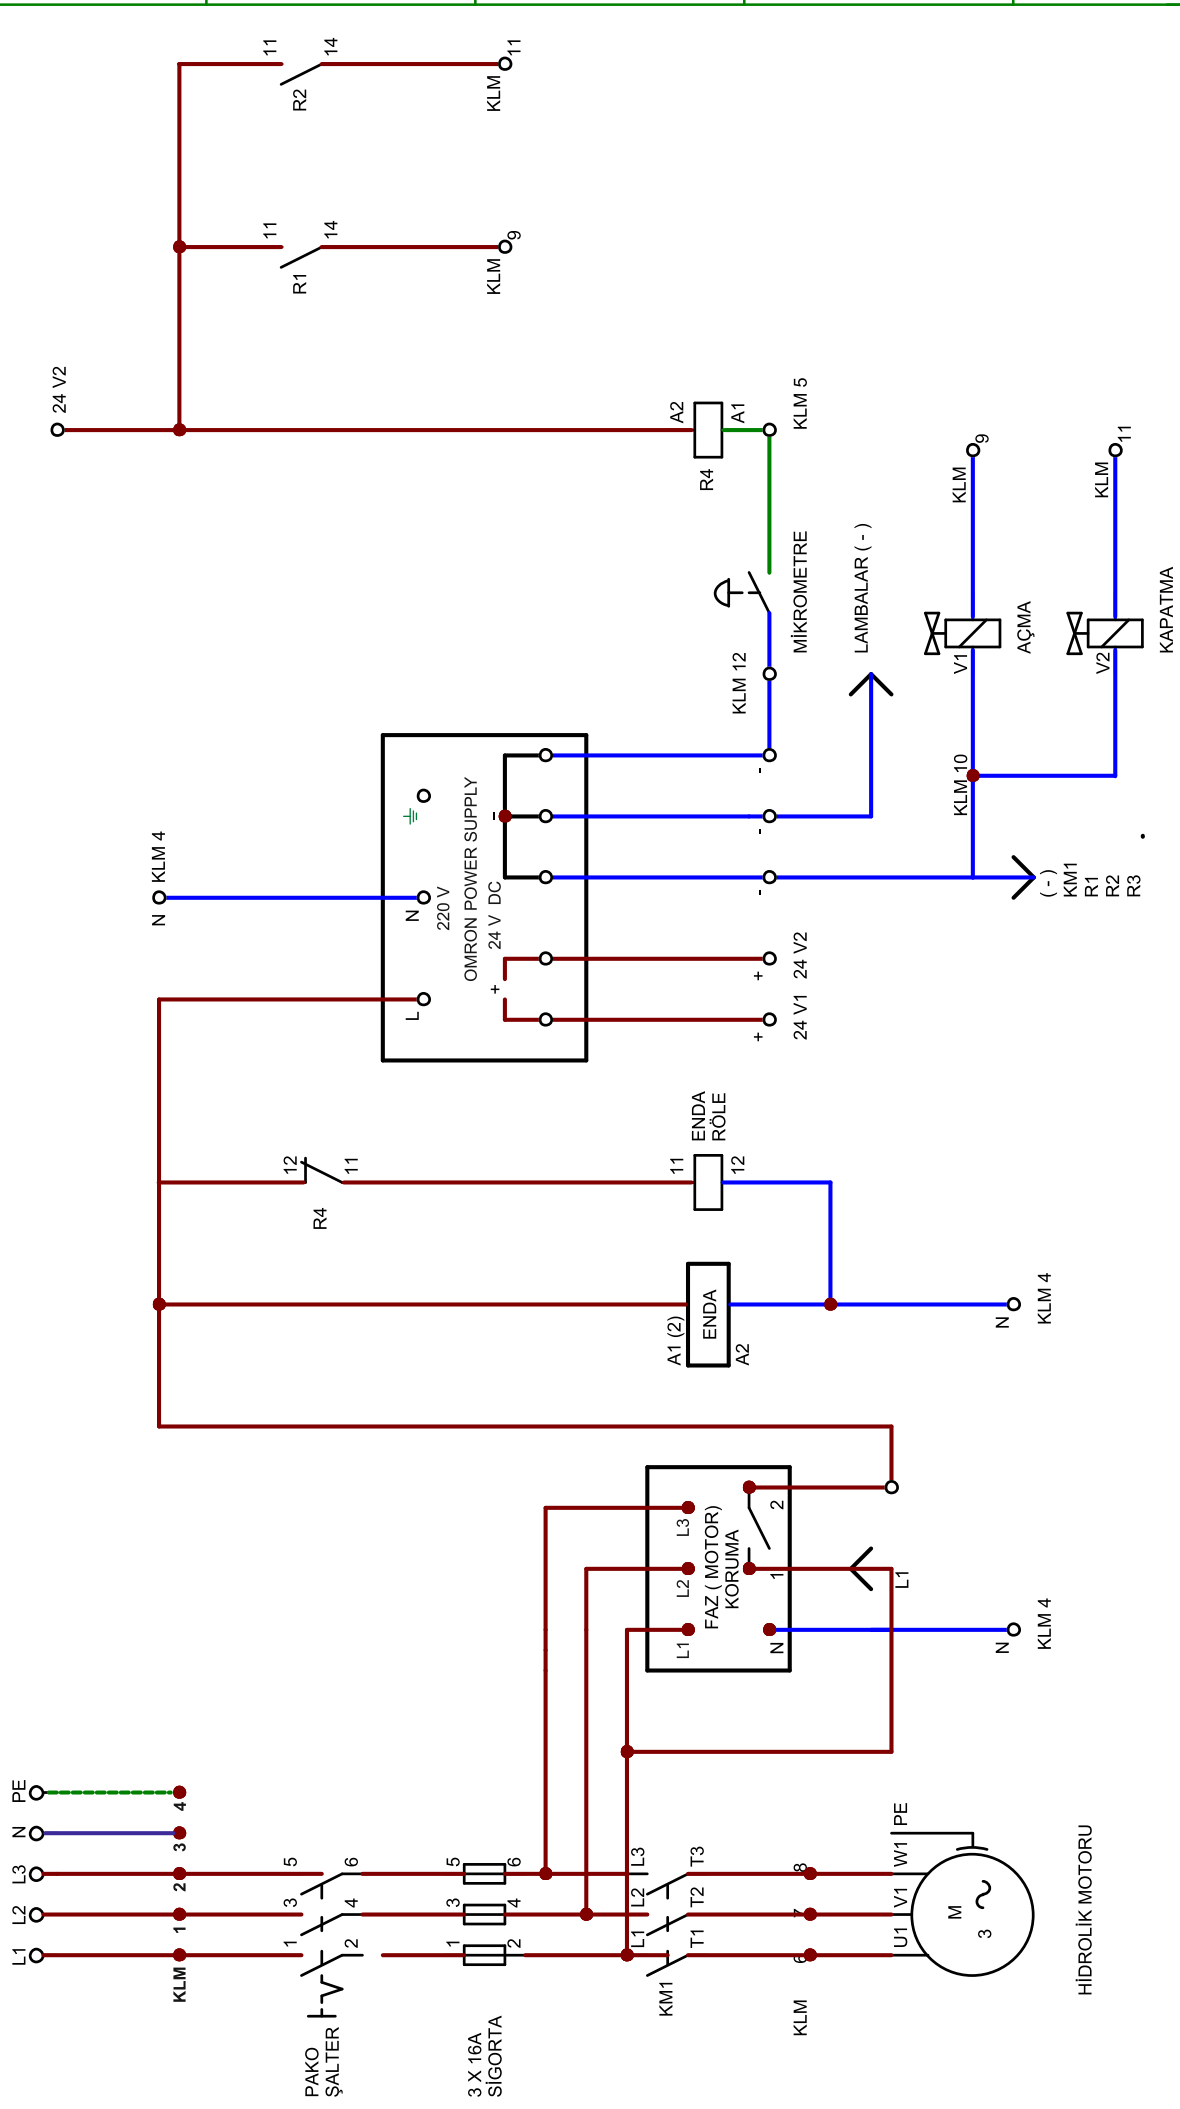 L1
L2
L3
N
PE
KLM
1
2
3
4
PAKO
ŞALTER
1
2
3
4
5
6
3 X 16A
SİGORTA
1
2
3
4
5
6
KM1
L1
L2
L3
T1
T2
T3
KLM
6
7
8
U1
V1
W1
PE
M
3
HİDROLİK MOTORU
L1
L2
L3
FAZ ( MOTOR)
KORUMA
N
1
2
L1
N
KLM 4
A1 (2)
ENDA
A2
N
KLM 4
R4
12
11
11
12
ENDA
RÖLE
N
KLM 4
L
N
220 V
OMRON POWER SUPPLY
24 V DC
+
-
+
+
24 V1
24 V2
-
-
-
( - )
KM1
R1
R2
R3
LAMBALAR ( - )
KLM 12
MİKROMETRE
KLM 5
24 V2
R4
A2
A1
KLM 10
V1
AÇMA
KLM
9
V2
KAPATMA
KLM
11
R1
11
14
KLM
9
R2
11
14
KLM
11